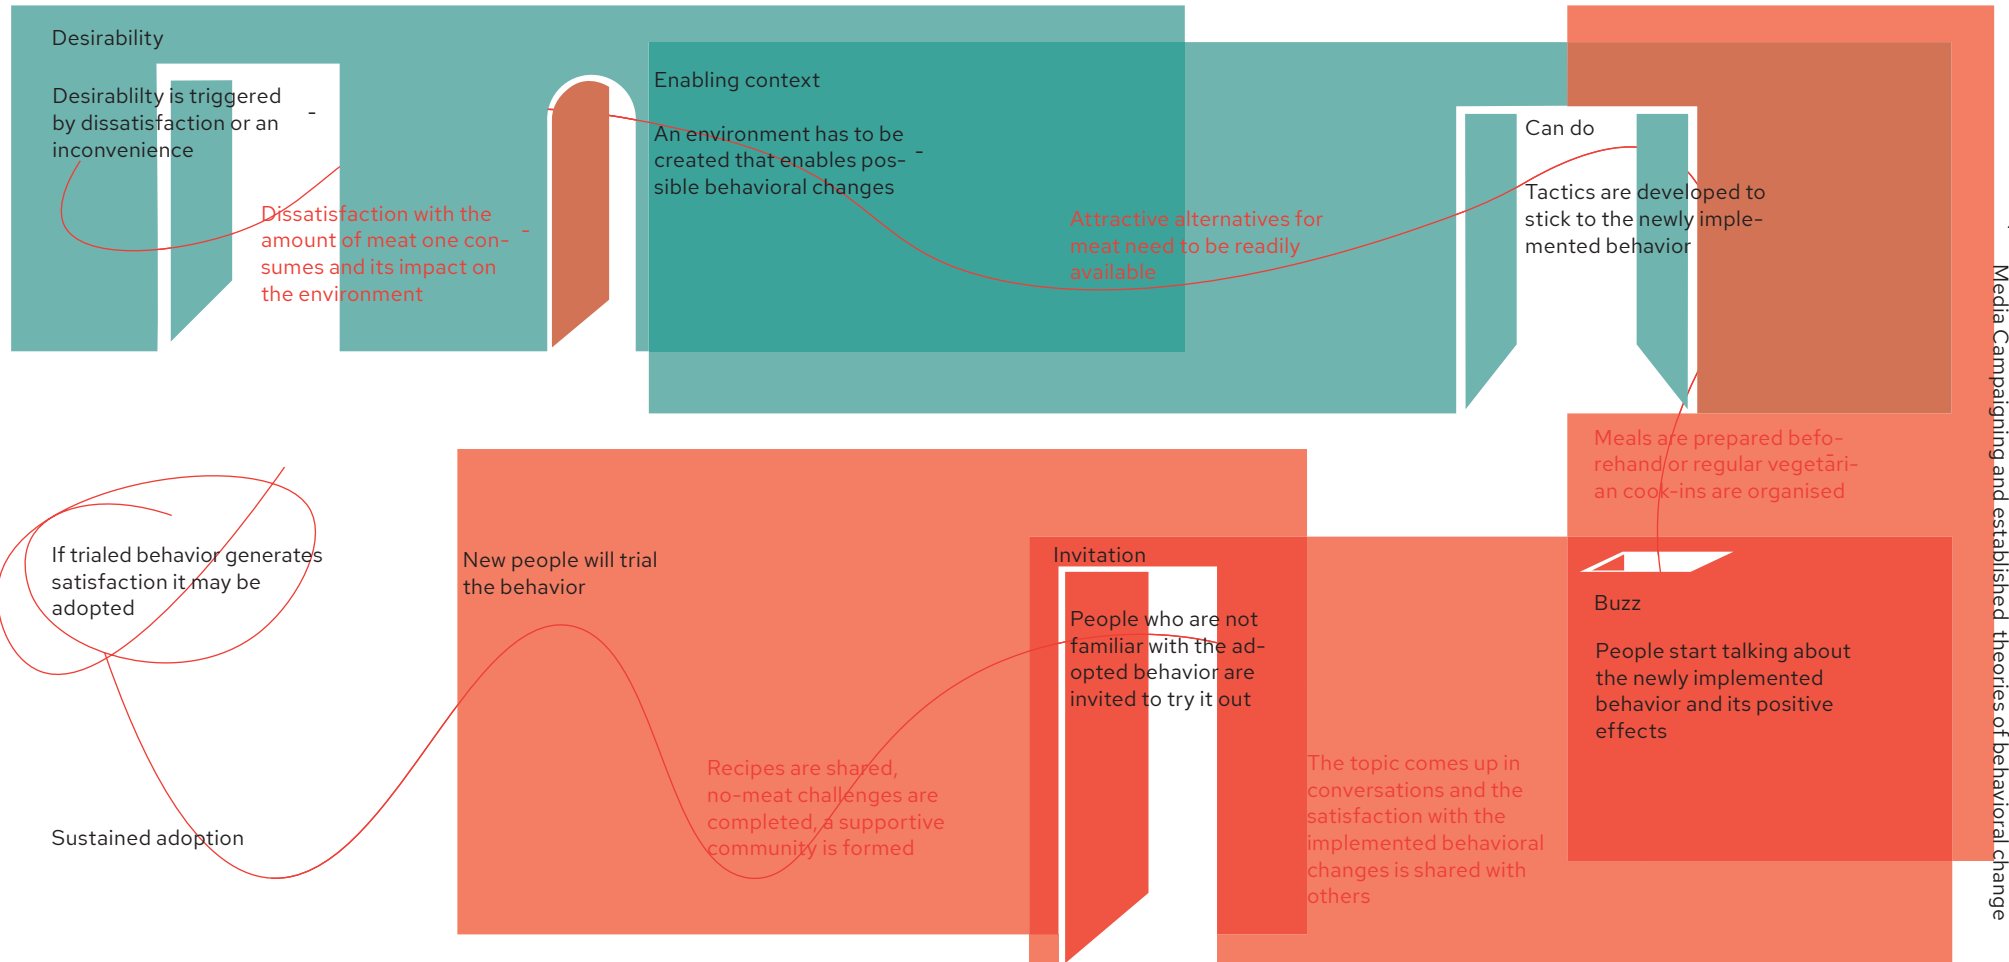 Desirability
Desirablilty is triggered
by dissatisfaction or an
inconvenience
-
Dissatisfaction with the
amount of meat one con-
sumes and its impact on
the environment
-
Enabling context
An environment has to be
created that enables pos-
sible behavioral changes
-
Attractive alternatives for
meat need to be readily
available
Can do
Tactics are developed to
stick to the newly imple-
mented behavior
Meals are prepared befo-
rehand or regular vegetari-
an cook-ins are organised
-
Buzz
People start talking about
the newly implemented
behavior and its positive
effects
The topic comes up in
conversations and the
satisfaction with the
implemented behavioral
changes is shared with
others
Invitation
People who are not
familiar with the ad-
opted behavior are
invited to try it out
Recipes are shared,
no-meat challenges are
completed, a supportive
community is formed
New people will trial
the behavior
If trialed behavior generates
satisfaction it may be
adopted
Sustained adoption
Media Campaigning and established theories of behavioral change